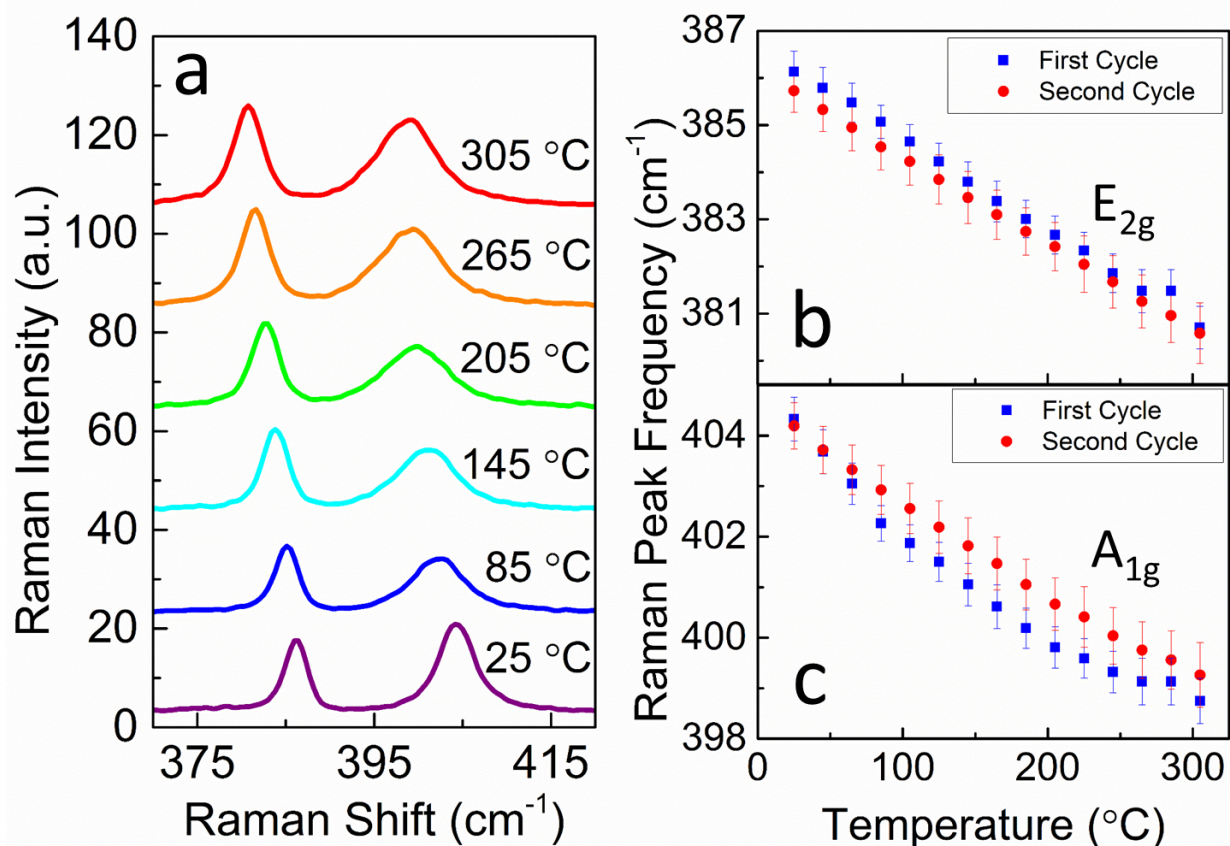 a
Raman Intensity (a.u.)
140
120
100
80
60
40
20
0
305 °C
265 °C
205 °C
145 °C
85 °C
25 °C
375 395 415
Raman Shift (cm⁻¹)
Raman Peak Frequency (cm⁻¹)
387
385
383
381
First Cycle
Second Cycle
E₂g
b
404
402
400
398
First Cycle
Second Cycle
A₁g
c
0 100 200 300
Temperature (°C)